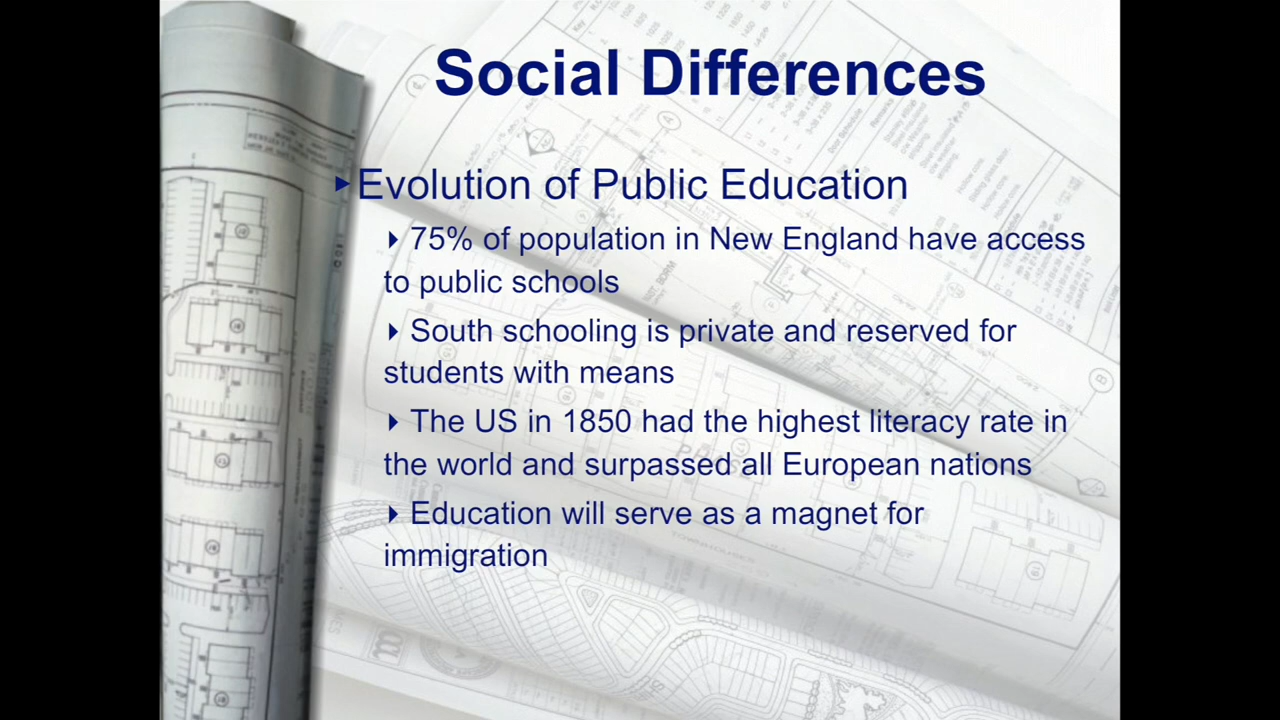 Social Differences
▸Evolution of Public Education
▸ 75% of population in New England have access
to public schools
▸ South schooling is private and reserved for
students with means
▸ The US in 1850 had the highest literacy rate in
the world and surpassed all European nations
▸ Education will serve as a magnet for
immigration